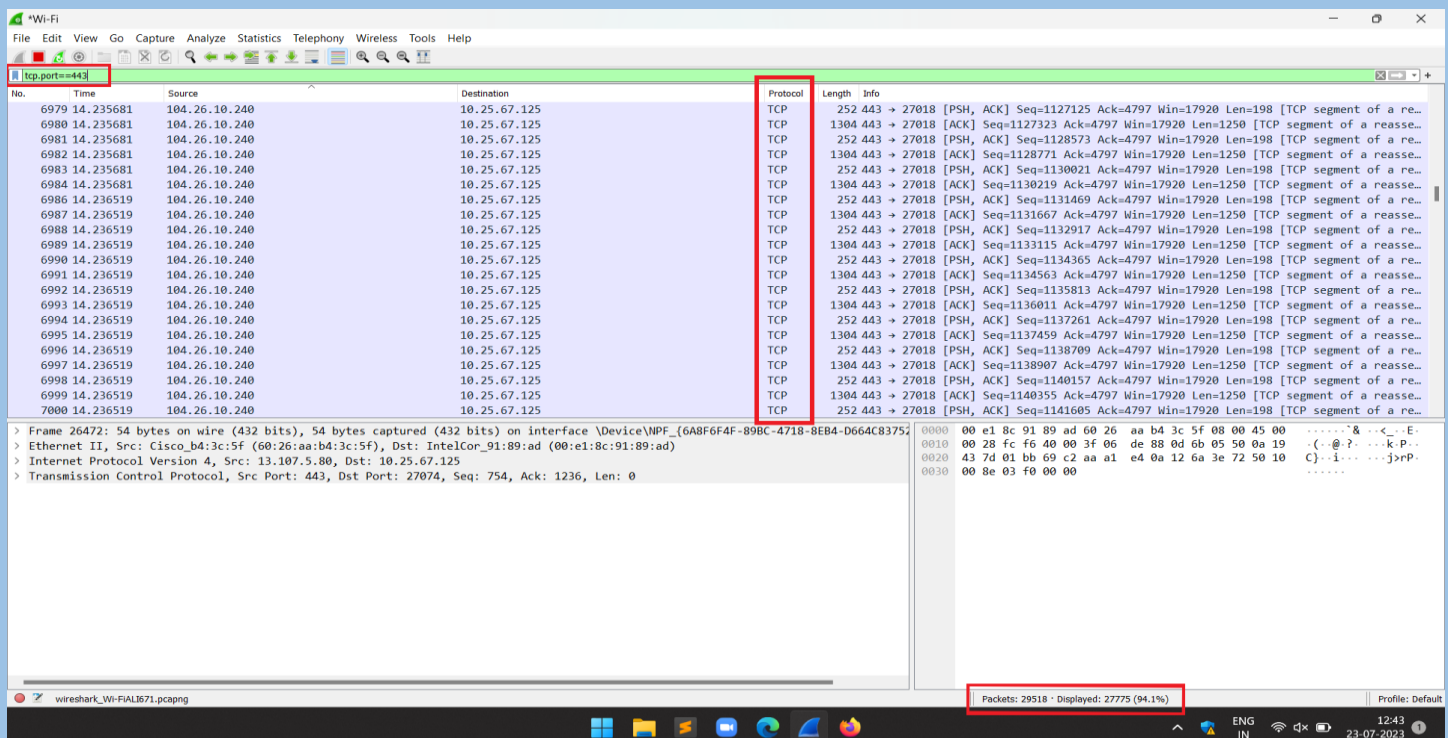 *Wi-Fi
File Edit View Go Capture Analyze Statistics Telephony Wireless Tools Help
tcp.port==443
No. Time Source Destination Protocol Length Info
6979 14.235681 104.26.10.240 10.25.67.125 TCP 252 443 → 27018 [PSH, ACK] Seq=1127125 Ack=4797 Win=17920 Len=198 [TCP segment of a re…
6980 14.235681 104.26.10.240 10.25.67.125 TCP 1304 443 → 27018 [ACK] Seq=1127323 Ack=4797 Win=17920 Len=1250 [TCP segment of a reasse…
6981 14.235681 104.26.10.240 10.25.67.125 TCP 252 443 → 27018 [PSH, ACK] Seq=1128573 Ack=4797 Win=17920 Len=198 [TCP segment of a re…
6982 14.235681 104.26.10.240 10.25.67.125 TCP 1304 443 → 27018 [ACK] Seq=1128771 Ack=4797 Win=17920 Len=1250 [TCP segment of a reasse…
6983 14.235681 104.26.10.240 10.25.67.125 TCP 252 443 → 27018 [PSH, ACK] Seq=1130021 Ack=4797 Win=17920 Len=198 [TCP segment of a re…
6984 14.235681 104.26.10.240 10.25.67.125 TCP 1304 443 → 27018 [ACK] Seq=1130219 Ack=4797 Win=17920 Len=1250 [TCP segment of a reasse…
6986 14.236519 104.26.10.240 10.25.67.125 TCP 252 443 → 27018 [PSH, ACK] Seq=1131469 Ack=4797 Win=17920 Len=198 [TCP segment of a re…
6987 14.236519 104.26.10.240 10.25.67.125 TCP 1304 443 → 27018 [ACK] Seq=1131667 Ack=4797 Win=17920 Len=1250 [TCP segment of a reasse…
6988 14.236519 104.26.10.240 10.25.67.125 TCP 252 443 → 27018 [PSH, ACK] Seq=1132917 Ack=4797 Win=17920 Len=198 [TCP segment of a re…
6989 14.236519 104.26.10.240 10.25.67.125 TCP 1304 443 → 27018 [ACK] Seq=1133115 Ack=4797 Win=17920 Len=1250 [TCP segment of a reasse…
6990 14.236519 104.26.10.240 10.25.67.125 TCP 252 443 → 27018 [PSH, ACK] Seq=1134365 Ack=4797 Win=17920 Len=198 [TCP segment of a re…
6991 14.236519 104.26.10.240 10.25.67.125 TCP 1304 443 → 27018 [ACK] Seq=1134563 Ack=4797 Win=17920 Len=1250 [TCP segment of a reasse…
6992 14.236519 104.26.10.240 10.25.67.125 TCP 252 443 → 27018 [PSH, ACK] Seq=1135813 Ack=4797 Win=17920 Len=198 [TCP segment of a re…
6993 14.236519 104.26.10.240 10.25.67.125 TCP 1304 443 → 27018 [ACK] Seq=1136011 Ack=4797 Win=17920 Len=1250 [TCP segment of a reasse…
6994 14.236519 104.26.10.240 10.25.67.125 TCP 252 443 → 27018 [PSH, ACK] Seq=1137261 Ack=4797 Win=17920 Len=198 [TCP segment of a re…
6995 14.236519 104.26.10.240 10.25.67.125 TCP 1304 443 → 27018 [ACK] Seq=1137459 Ack=4797 Win=17920 Len=1250 [TCP segment of a reasse…
6996 14.236519 104.26.10.240 10.25.67.125 TCP 252 443 → 27018 [PSH, ACK] Seq=1138709 Ack=4797 Win=17920 Len=198 [TCP segment of a re…
6997 14.236519 104.26.10.240 10.25.67.125 TCP 1304 443 → 27018 [ACK] Seq=1138907 Ack=4797 Win=17920 Len=1250 [TCP segment of a reasse…
6998 14.236519 104.26.10.240 10.25.67.125 TCP 252 443 → 27018 [PSH, ACK] Seq=1140157 Ack=4797 Win=17920 Len=198 [TCP segment of a re…
6999 14.236519 104.26.10.240 10.25.67.125 TCP 1304 443 → 27018 [ACK] Seq=1140355 Ack=4797 Win=17920 Len=1250 [TCP segment of a reasse…
7000 14.236519 104.26.10.240 10.25.67.125 TCP 252 443 → 27018 [PSH, ACK] Seq=1141605 Ack=4797 Win=17920 Len=198 [TCP segment of a re…
> Frame 26472: 54 bytes on wire (432 bits), 54 bytes captured (432 bits) on interface \Device\NPF_{6A8F6F4F-89BC-4718-8EB4-D664C83752
> Ethernet II, Src: Cisco_b4:3c:5f (60:26:aa:b4:3c:5f), Dst: IntelCor_91:89:ad (00:e1:8c:91:89:ad)
> Internet Protocol Version 4, Src: 13.107.5.80, Dst: 10.25.67.125
> Transmission Control Protocol, Src Port: 443, Dst Port: 27074, Seq: 754, Ack: 1236, Len: 0
0000 00 e1 8c 91 89 ad 60 26 aa b4 3c 5f 08 00 45 00 ······`& ··<_··E·
0010 00 28 fc f6 40 00 3f 06 de 88 0d 6b 05 50 0a 19 ·(··@·?· ···k·P··
0020 43 7d 01 bb 69 c2 aa a1 e4 0a 12 6a 3e 72 50 10 C}··i··· ···j>rP·
0030 00 8e 03 f0 00 00 ······
wireshark_Wi-FiALI671.pcapng
Packets: 29518 · Displayed: 27775 (94.1%)
Profile: Default
ENG
IN
12:43
23-07-2023
1